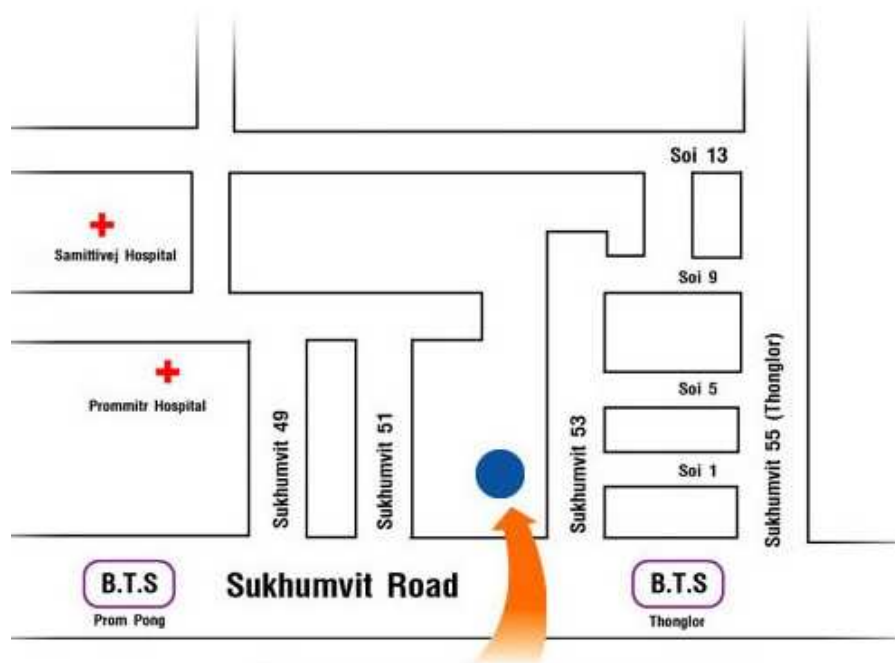 Soi 13
Samittivej Hospital
Soi 9
Prommitr Hospital
Soi 5
Sukhumvit 49
Sukhumvit 51
Sukhumvit 53
Soi 1
Sukhumvit 55 (Thonglor)
B.T.S
Prom Pong
Sukhumvit Road
B.T.S
Thonglor